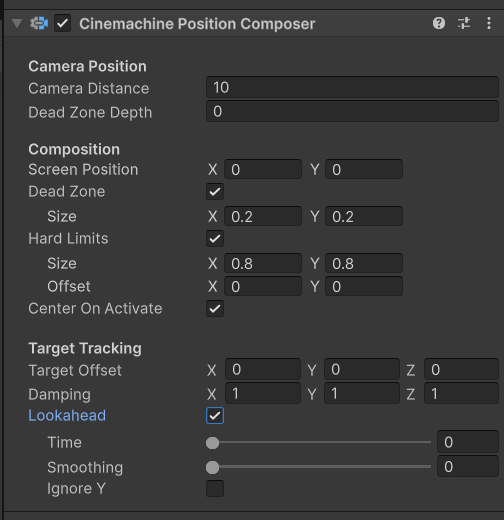 Cinemachine Position Composer
Camera Position
Camera Distance 10
Dead Zone Depth 0
Composition
Screen Position X 0 Y 0
Dead Zone
Size X 0.2 Y 0.2
Hard Limits
Size X 0.8 Y 0.8
Offset X 0 Y 0
Center On Activate
Target Tracking
Target Offset X 0 Y 0 Z 0
Damping X 1 Y 1 Z 1
Lookahead
Time 0
Smoothing 0
Ignore Y